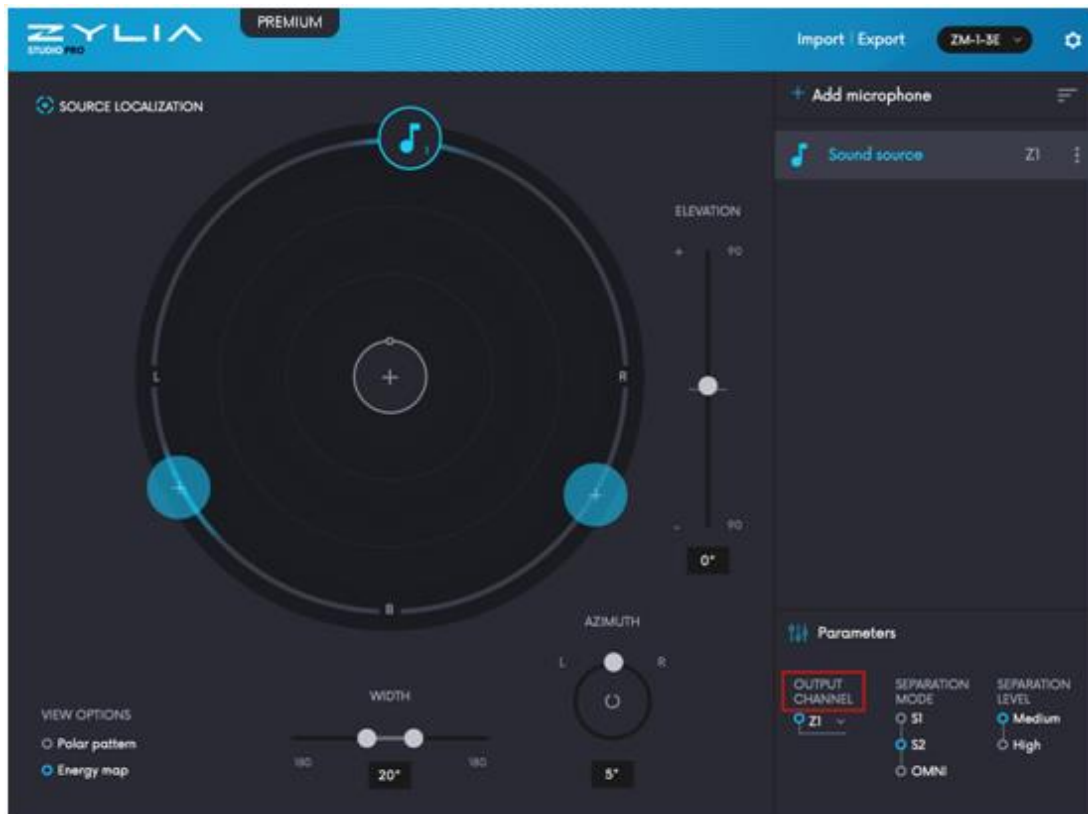 ZYLIA
STUDIO PRO
PREMIUM
Import | Export
ZM-1-3E
SOURCE LOCALIZATION
+ Add microphone
1
Sound source Z1
ELEVATION
+ 90
L R
- 90
0°
B
AZIMUTH
L R
5°
WIDTH
180 180
20°
VIEW OPTIONS
Polar pattern
Energy map
Parameters
OUTPUT
CHANNEL
Z1
SEPARATION
MODE
S1
S2
OMNI
SEPARATION
LEVEL
Medium
High